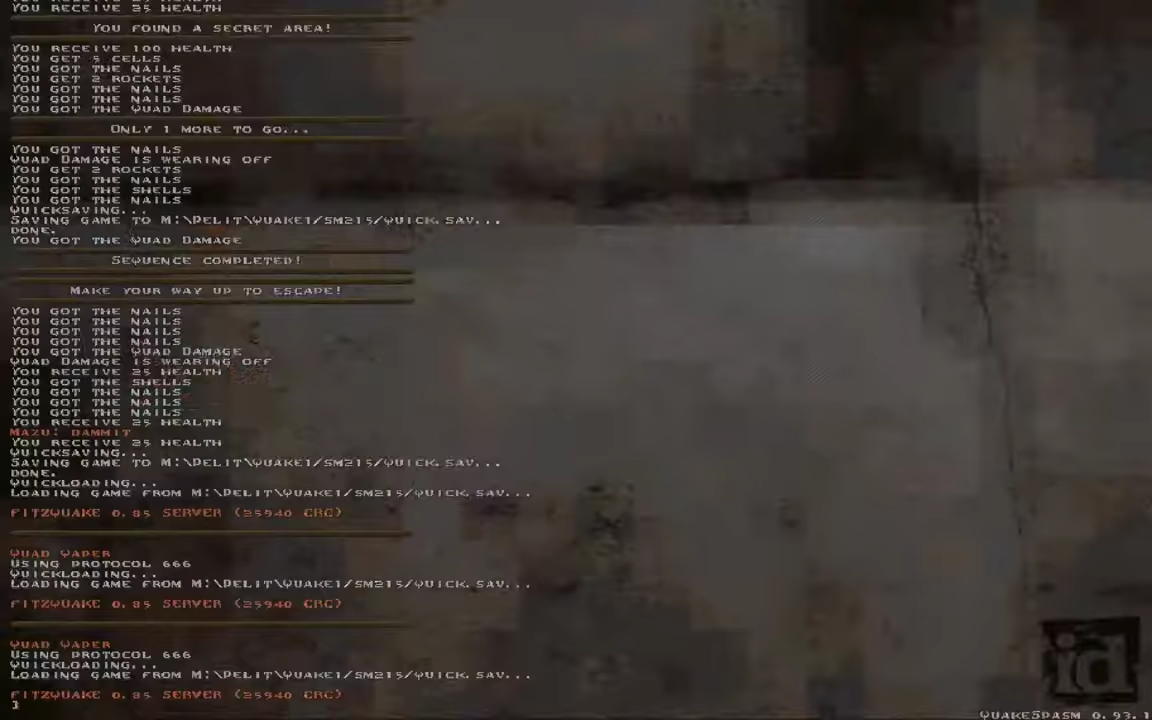 YOU RECEIVE 25 HEALTH
YOU FOUND A SECRET AREA!
YOU RECEIVE 100 HEALTH
YOU GET 5 CELLS
YOU GOT THE NAILS
YOU GET 2 ROCKETS
YOU GOT THE NAILS
YOU GOT THE NAILS
YOU GOT THE QUAD DAMAGE
ONLY 1 MORE TO GO...
YOU GOT THE NAILS
QUAD DAMAGE IS WEARING OFF
YOU GET 2 ROCKETS
YOU GOT THE NAILS
YOU GOT THE SHELLS
YOU GOT THE NAILS
QUICKSAVING...
SAVING GAME TO M:\PELIT\QUAKE1/SM215/QUICK.SAV...
DONE.
YOU GOT THE QUAD DAMAGE
SEQUENCE COMPLETED!
MAKE YOUR WAY UP TO ESCAPE!
YOU GOT THE NAILS
YOU GOT THE NAILS
YOU GOT THE NAILS
YOU GOT THE NAILS
YOU GOT THE QUAD DAMAGE
QUAD DAMAGE IS WEARING OFF
YOU RECEIVE 25 HEALTH
YOU GOT THE SHELLS
YOU GOT THE NAILS
YOU GOT THE NAILS
YOU GOT THE NAILS
YOU RECEIVE 25 HEALTH
MAZU: DAMMIT
YOU RECEIVE 25 HEALTH
QUICKSAVING...
SAVING GAME TO M:\PELIT\QUAKE1/SM215/QUICK.SAV...
DONE.
QUICKLOADING...
LOADING GAME FROM M:\PELIT\QUAKE1/SM215/QUICK.SAV...
FITZQUAKE 0.85 SERVER (25940 CRC)
QUAD VADER
USING PROTOCOL 666
QUICKLOADING...
LOADING GAME FROM M:\PELIT\QUAKE1/SM215/QUICK.SAV...
FITZQUAKE 0.85 SERVER (25940 CRC)
QUAD VADER
USING PROTOCOL 666
QUICKLOADING...
LOADING GAME FROM M:\PELIT\QUAKE1/SM215/QUICK.SAV...
FITZQUAKE 0.85 SERVER (25940 CRC)
]
id
QUAKESPASM 0.93.1